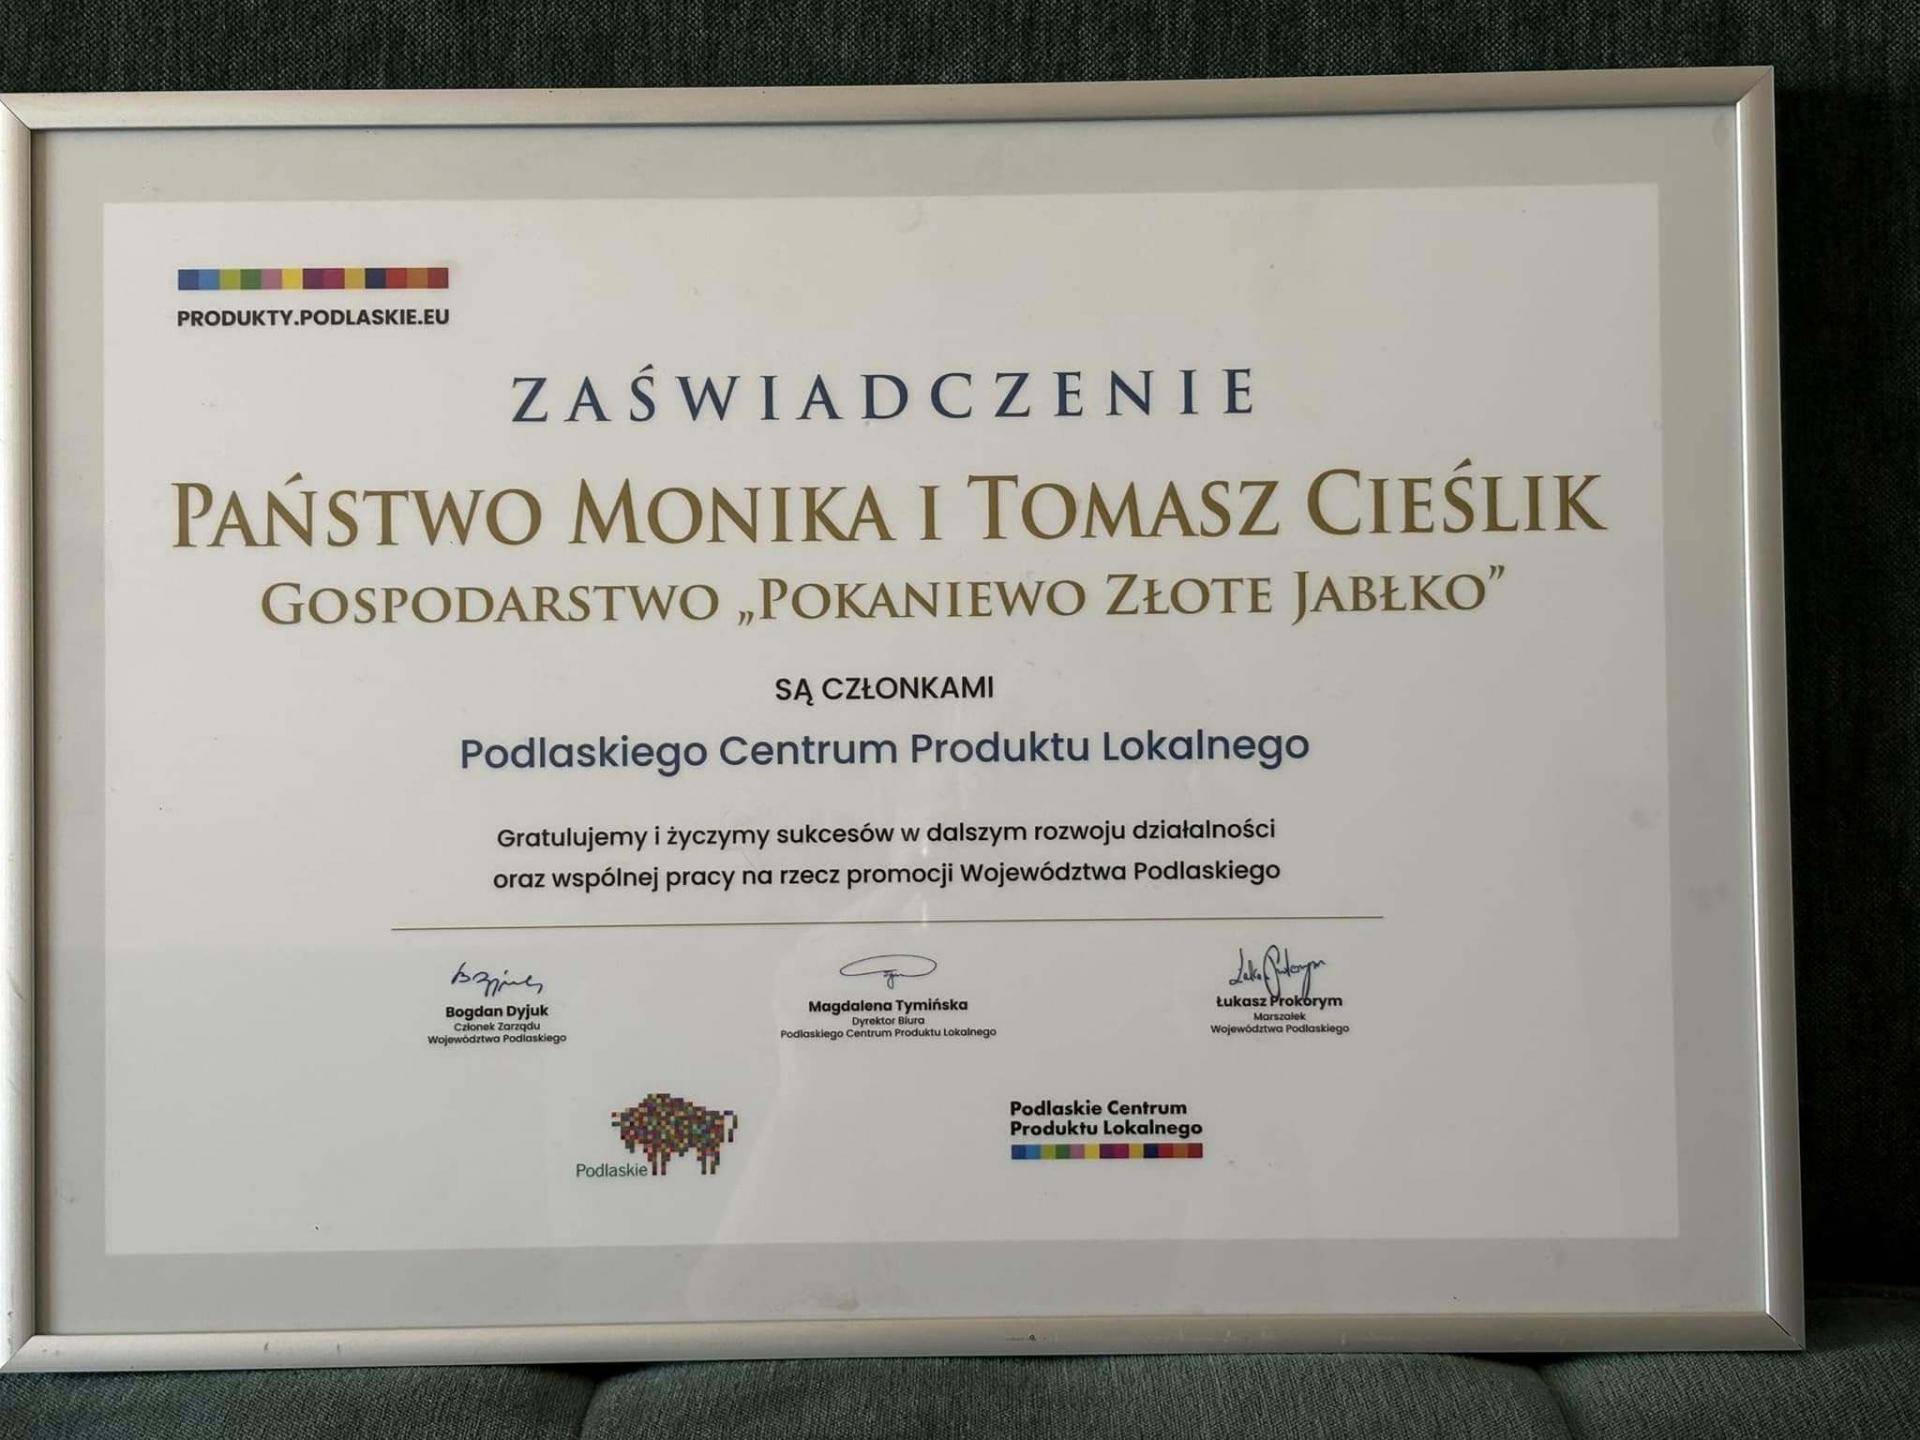 PRODUKTY.PODLASKIE.EU
ZAŚWIADCZENIE
PAŃSTWO MONIKA I TOMASZ CIEŚLIK
GOSPODARSTWO „POKANIEWO ZŁOTE JABŁKO”
SĄ CZŁONKAMI
Podlaskiego Centrum Produktu Lokalnego
Gratulujemy i życzymy sukcesów w dalszym rozwoju działalności
oraz wspólnej pracy na rzecz promocji Województwa Podlaskiego
Bogdan Dyjuk
Członek Zarządu
Województwa Podlaskiego
Magdalena Tymińska
Dyrektor Biura
Podlaskiego Centrum Produktu Lokalnego
Łukasz Prokorym
Marszałek
Województwa Podlaskiego
Podlaskie
Podlaskie Centrum
Produktu Lokalnego